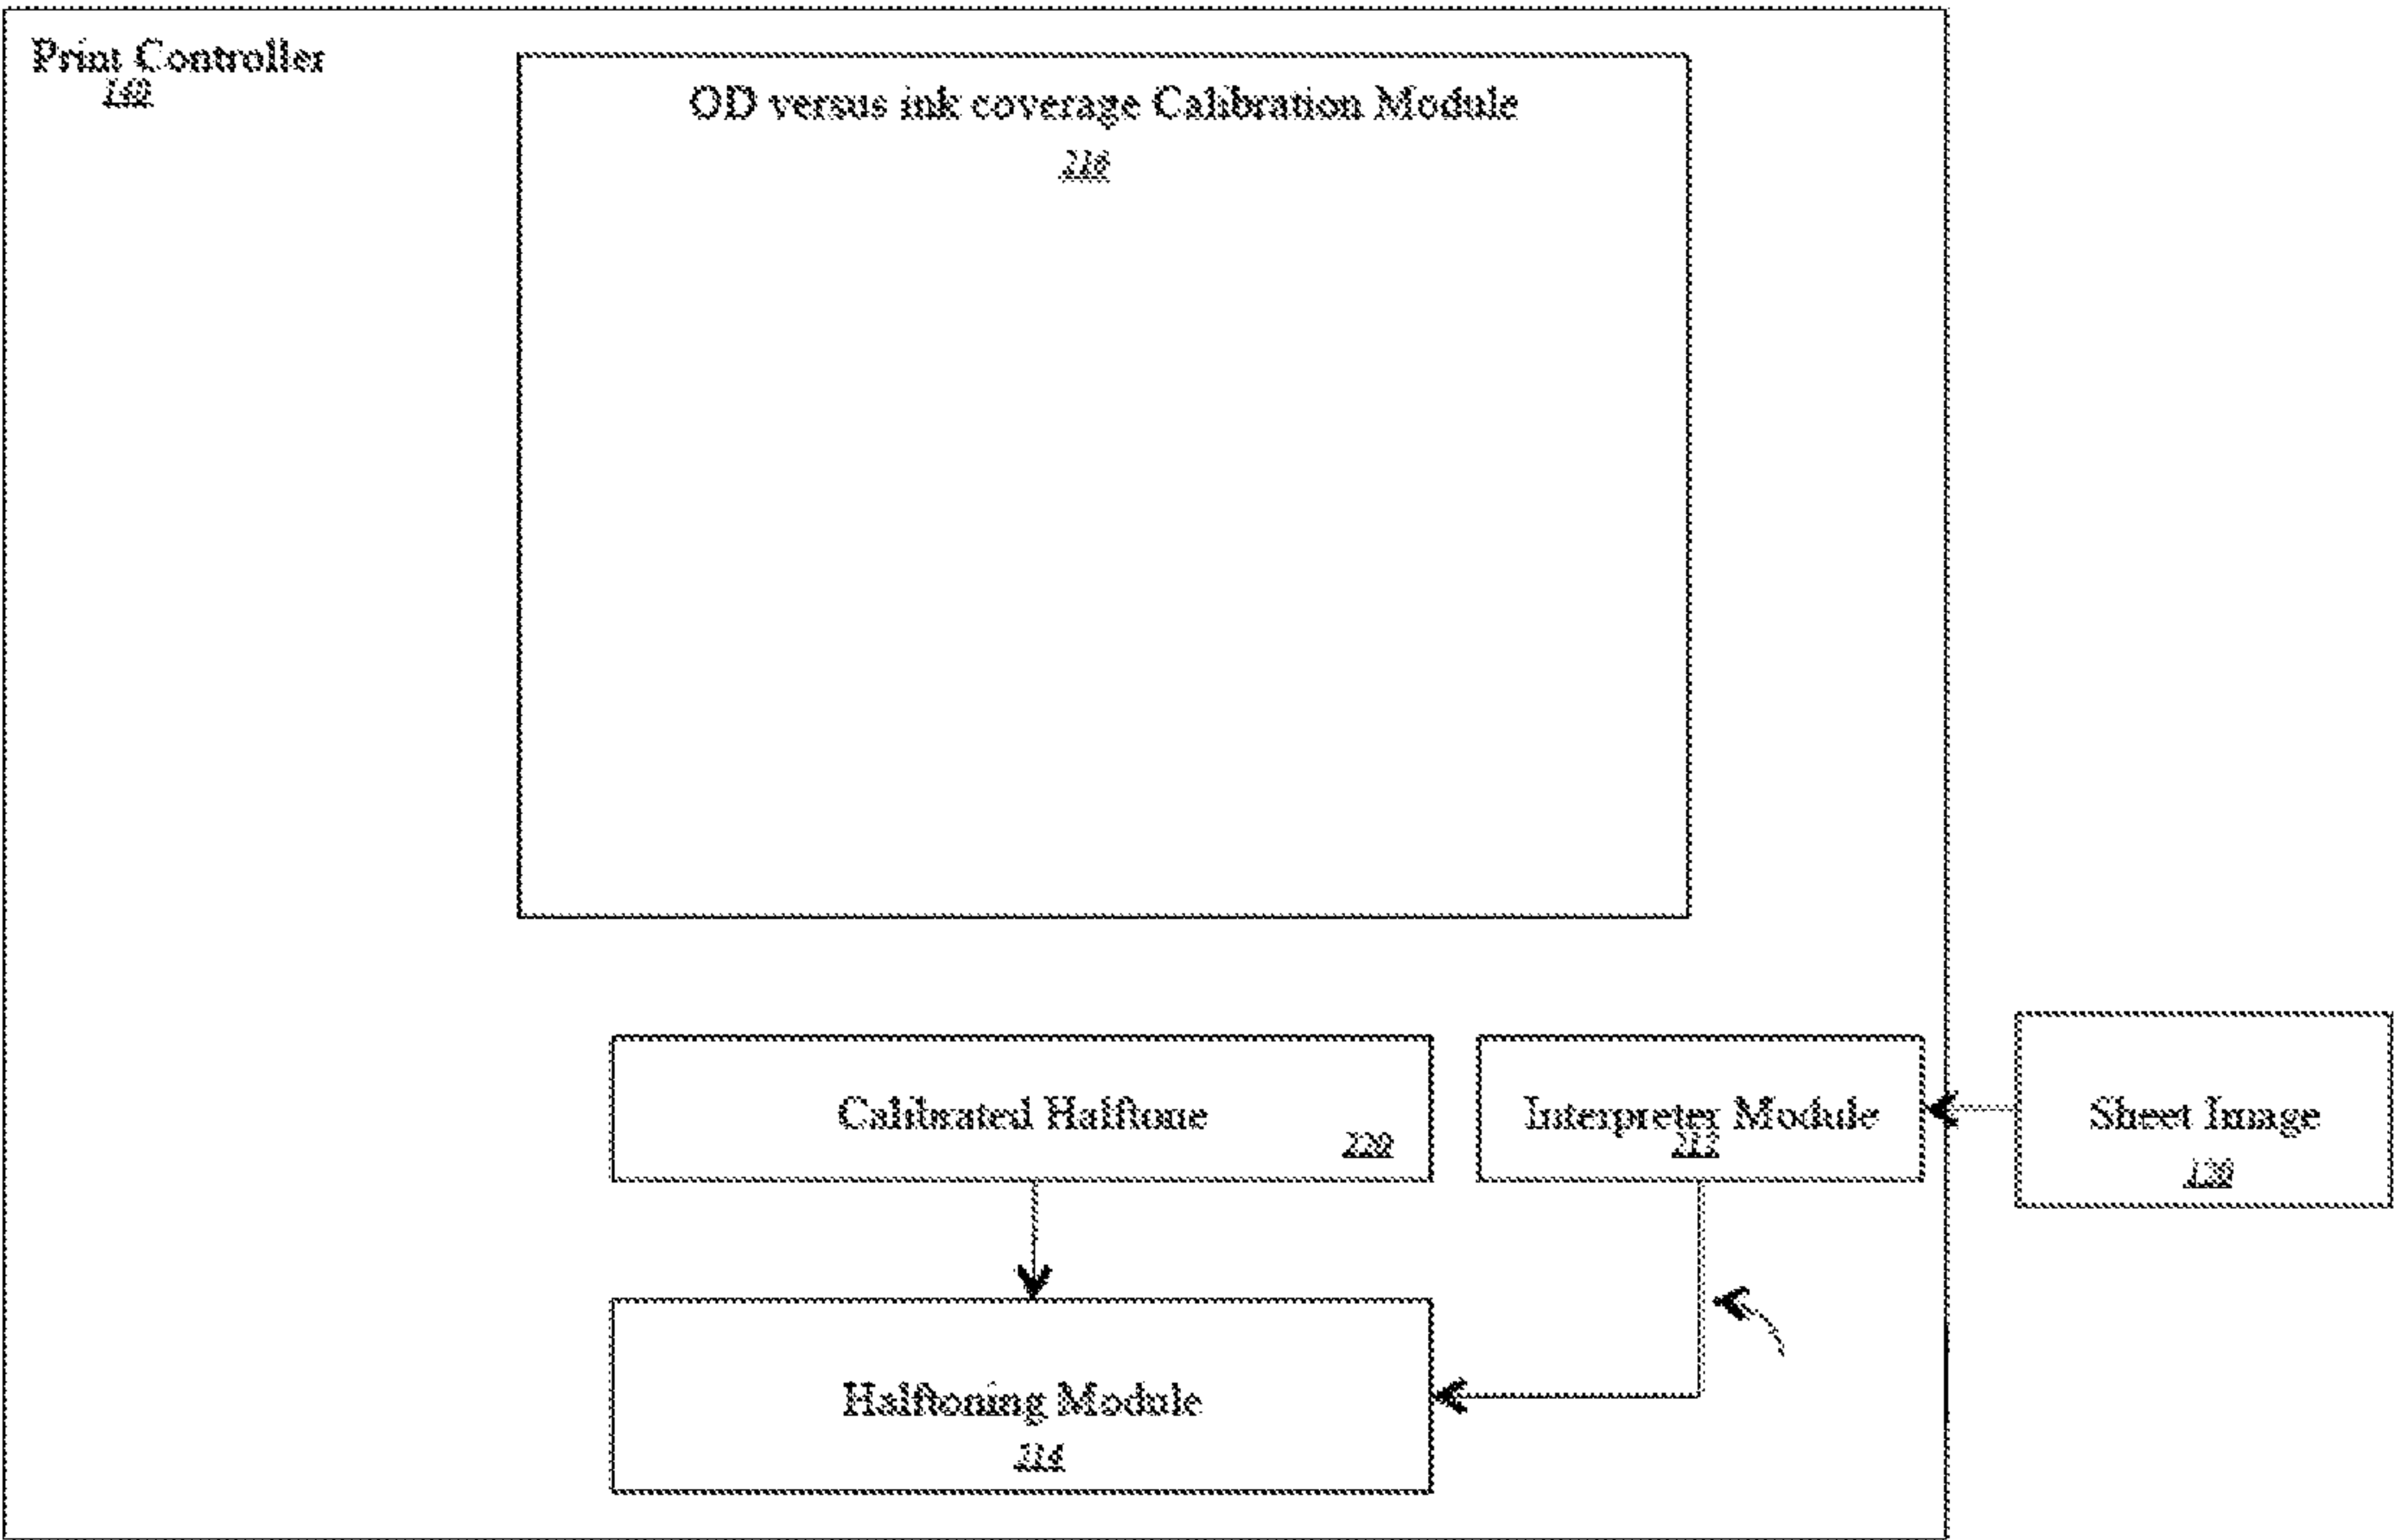 Print Controller
140
OD versus ink coverage Calibration Module
216
Calibrated Halftone
220
Interpreter Module
212
Sheet Image
120
Halftoning Module
214